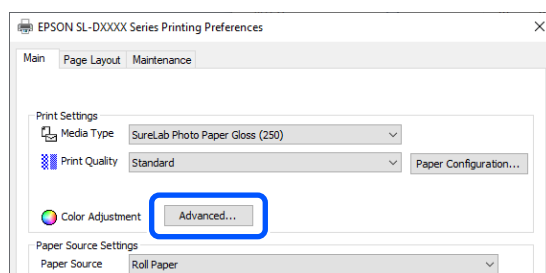 EPSON SL-DXXXX Series Printing Preferences
Main Page Layout Maintenance
Print Settings
Media Type SureLab Photo Paper Gloss (250)
Print Quality Standard Paper Configuration...
Color Adjustment Advanced...
Paper Source Settings
Paper Source Roll Paper